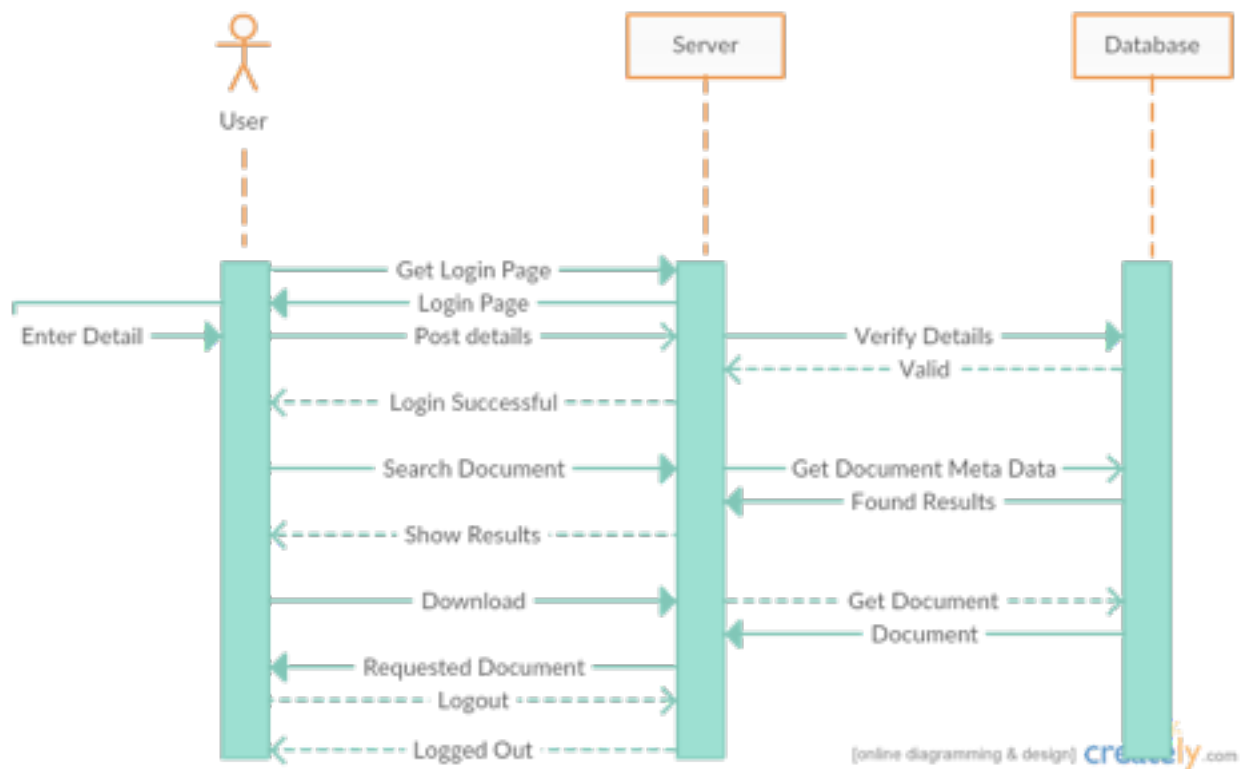 Server
Database
User
Get Login Page
Login Page
Enter Detail
Post details
Verify Details
Valid
Login Successful
Search Document
Get Document Meta Data
Found Results
Show Results
Download
Get Document
Document
Requested Document
Logout
Logged Out
[online diagramming & design] creately.com